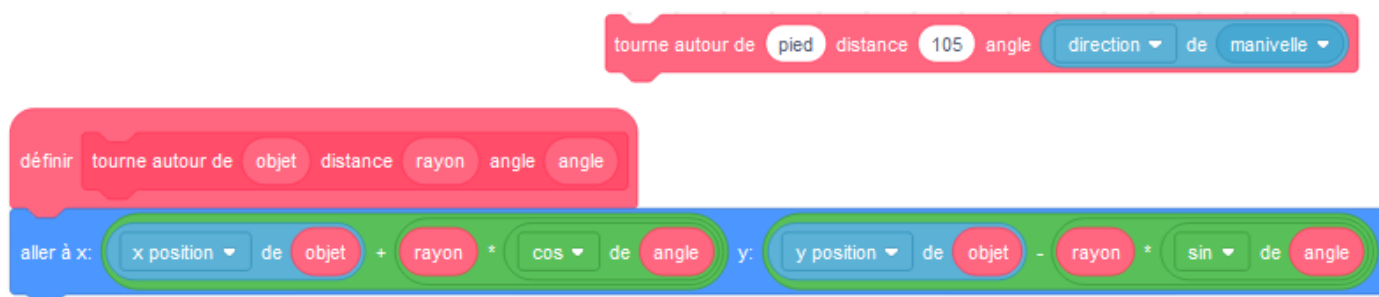 tourne autour de pied distance 105 angle direction de manivelle
définir tourne autour de objet distance rayon angle angle
aller à x: x position de objet + rayon * cos de angle y: y position de objet - rayon * sin de angle